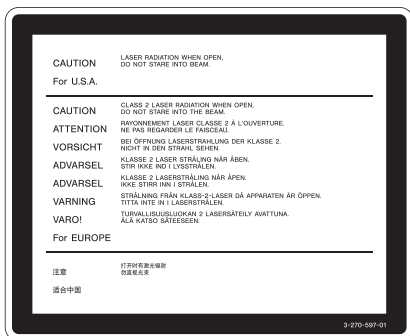 CAUTION
LASER RADIATION WHEN OPEN,
DO NOT STARE INTO BEAM.
For U.S.A.
CAUTION
CLASS 2 LASER RADIATION WHEN OPEN,
DO NOT STARE INTO THE BEAM.
ATTENTION
RAYONNEMENT LASER CLASSE 2 À L'OUVERTURE.
NE PAS REGARDER LE FAISCEAU.
VORSICHT
BEI ÖFFNUNG LASERSTRAHLUNG DER KLASSE 2.
NICHT IN DEN STRAHL SEHEN.
ADVARSEL
KLASSE 2 LASER STRÅLING NÅR ÅBEN.
STIR IKKE IND I LYSSTRÅLEN.
ADVARSEL
KLASSE 2 LASERSTRÅLING NÅR ÅPEN,
IKKE STIRR INN I STRÅLEN.
VARNING
STRÅLNING FRÅN KLASS-2-LASER DÅ APPARATEN ÄR ÖPPEN.
TITTA INTE IN I LASERSTRÅLEN.
VARO!
TURVALLISUUSLUOKAN 2 LASERSÄTEILY AVATTUNA.
ÄLÄ KATSO SÄTEESEEN.
For EUROPE
注意
打开时有激光辐射
勿直视光束
适合中国
3-270-597-01